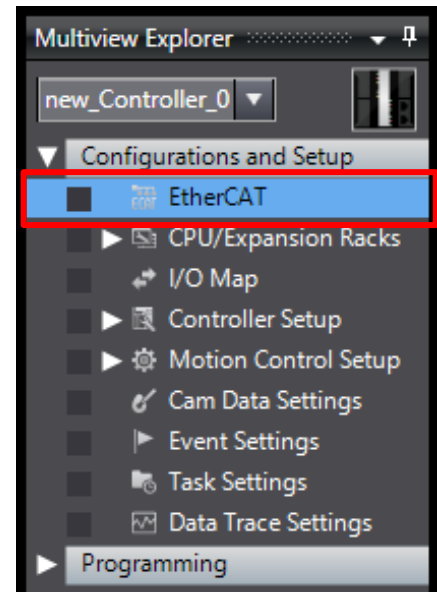 Multiview Explorer
new_Controller_0
Configurations and Setup
EtherCAT
CPU/Expansion Racks
I/O Map
Controller Setup
Motion Control Setup
Cam Data Settings
Event Settings
Task Settings
Data Trace Settings
Programming